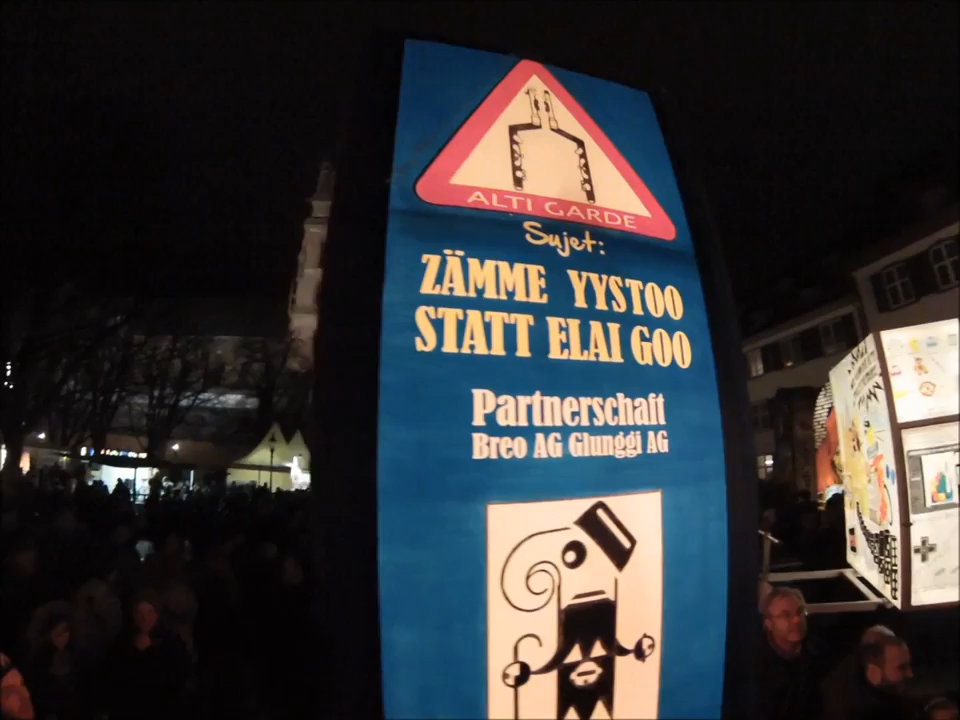 ALTI GARDE
Sujet:
ZÄMME YYSTOO
STATT ELAI GOO
Partnerschaft
Breo AG Glunggi AG